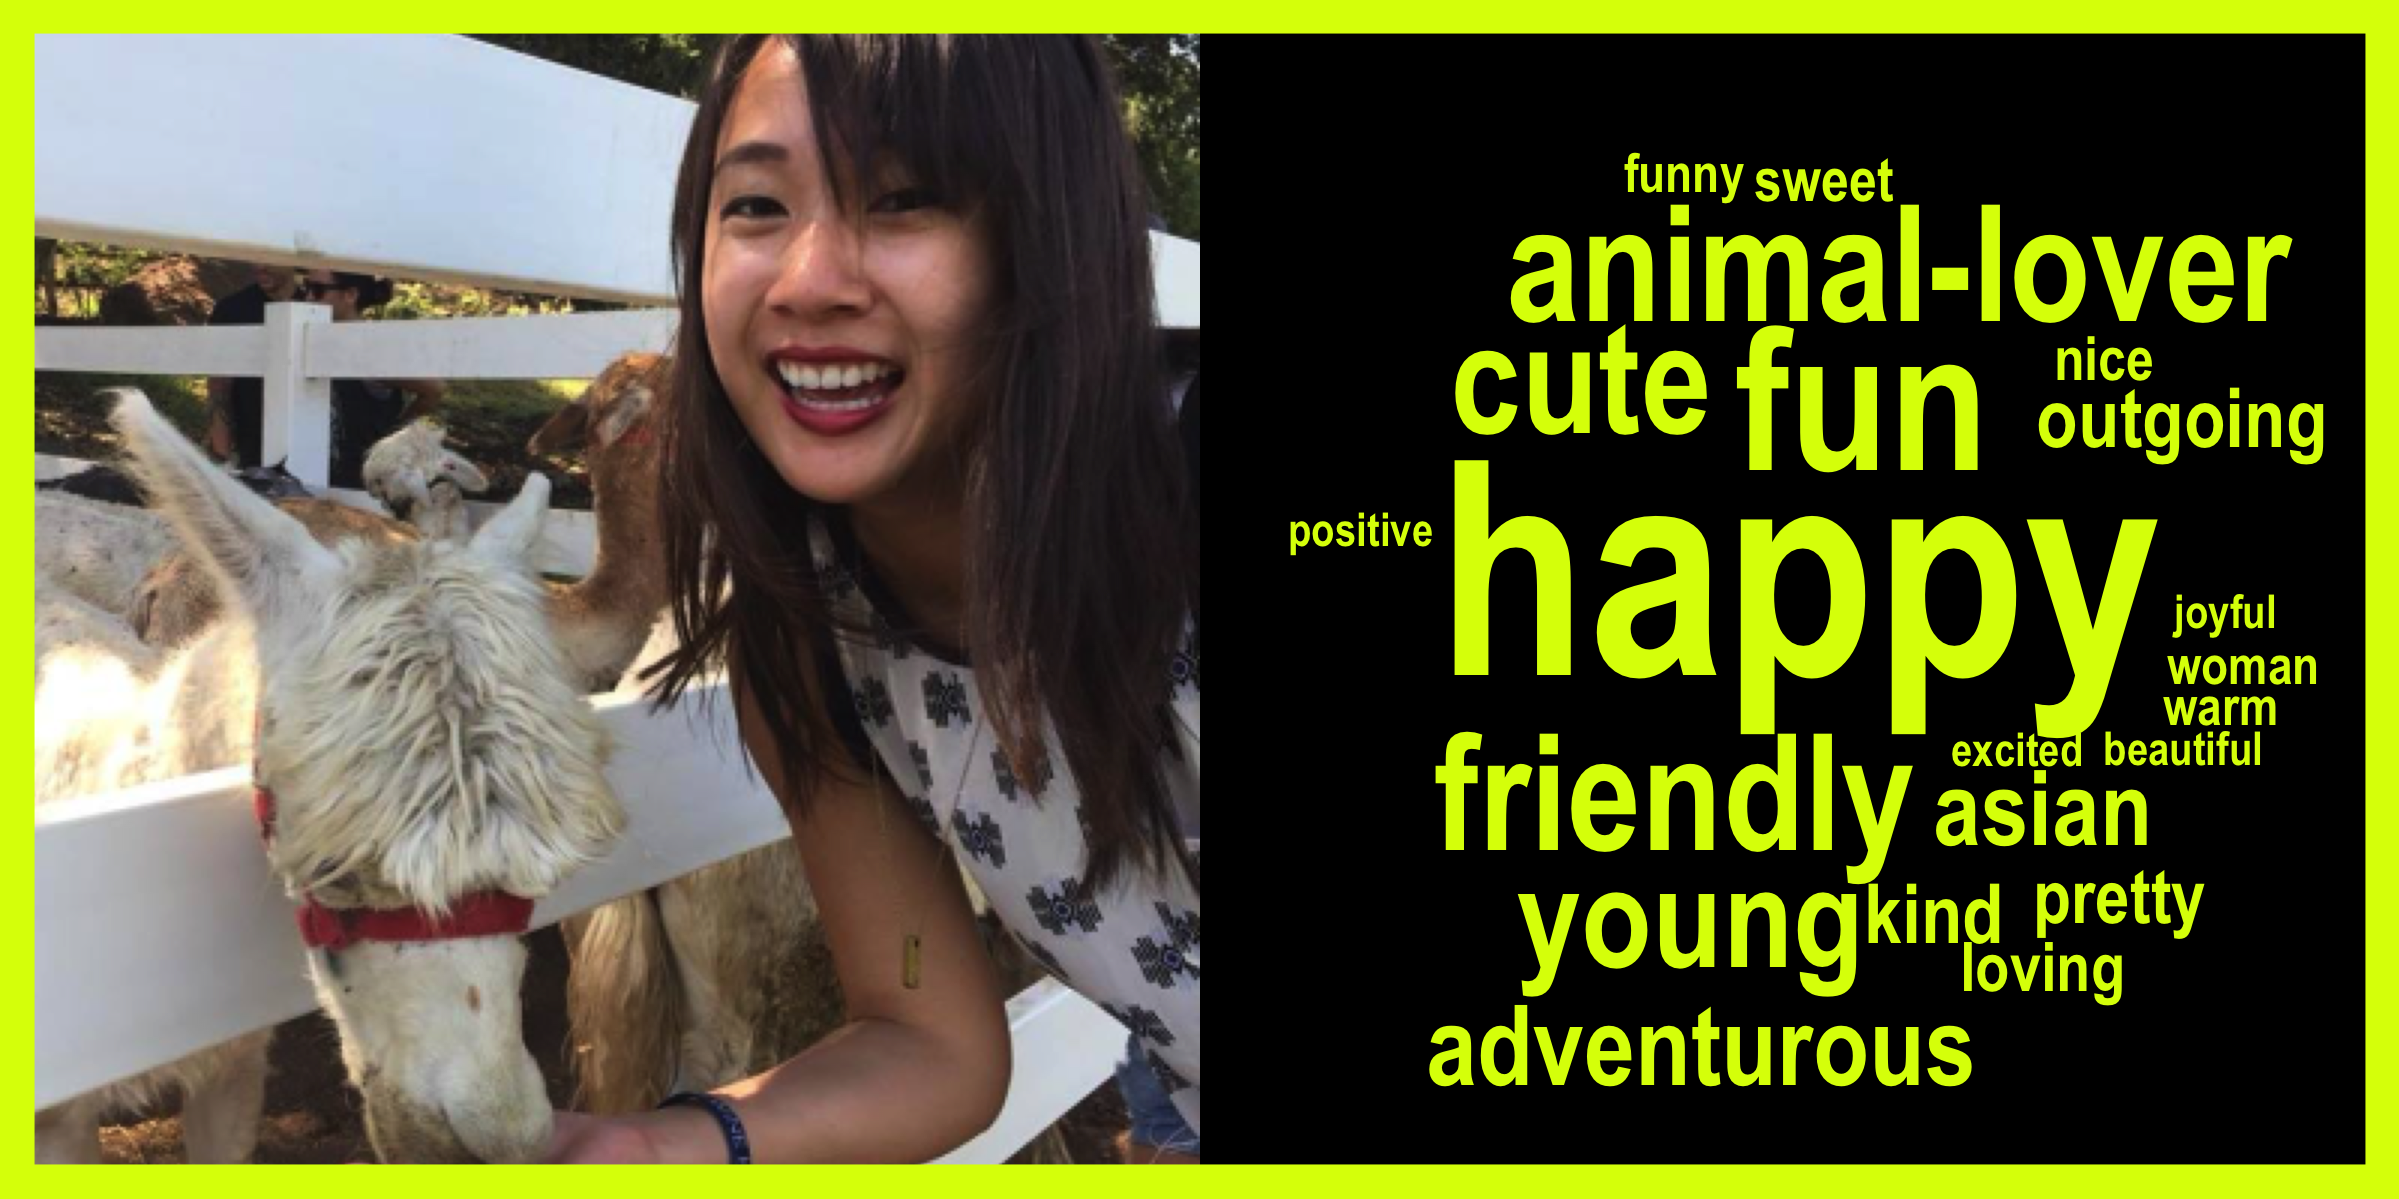 funny sweet
animal-lover
cute fun nice
outgoing
positive happy
joyful
woman
warm
friendly excited beautiful
asian
young kind pretty
loving
adventurous